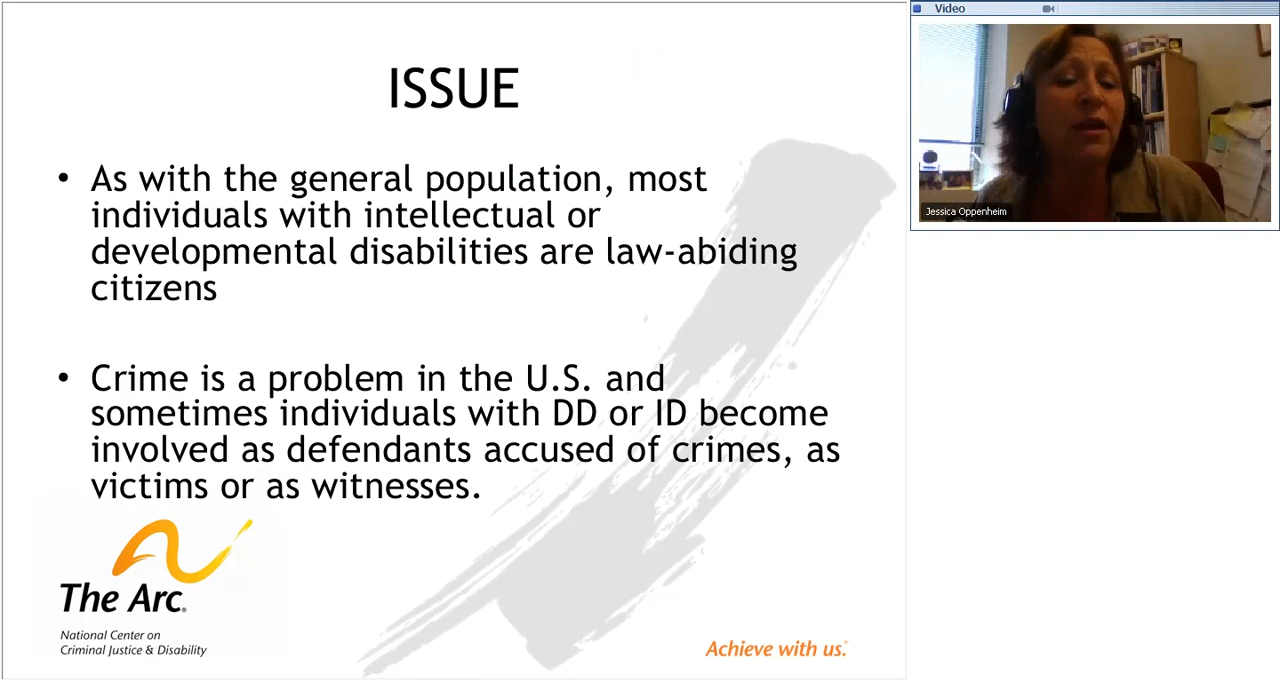 ISSUE
• As with the general population, most
individuals with intellectual or
developmental disabilities are law-abiding
citizens
• Crime is a problem in the U.S. and
sometimes individuals with DD or ID become
involved as defendants accused of crimes, as
victims or as witnesses.
The Arc®
National Center on
Criminal Justice & Disability
Achieve with us.®
Video
Jessica Oppenheim